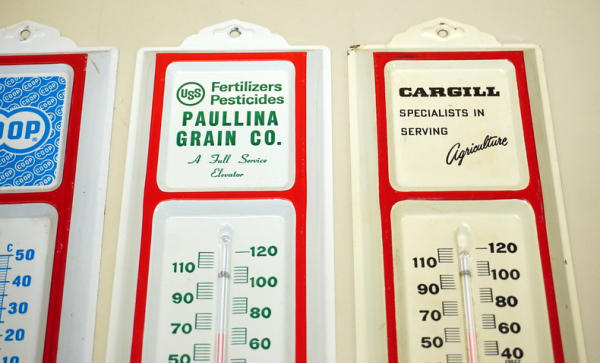 COOP
C
50
40
30
20
10
USS
Fertilizers
Pesticides
PAULLINA
GRAIN CO.
A Full Service
Elevator
120
110
100
90
80
70
60
50
CARGILL
SPECIALISTS IN
SERVING
Agriculture
120
110
100
90
80
70
60
50
40